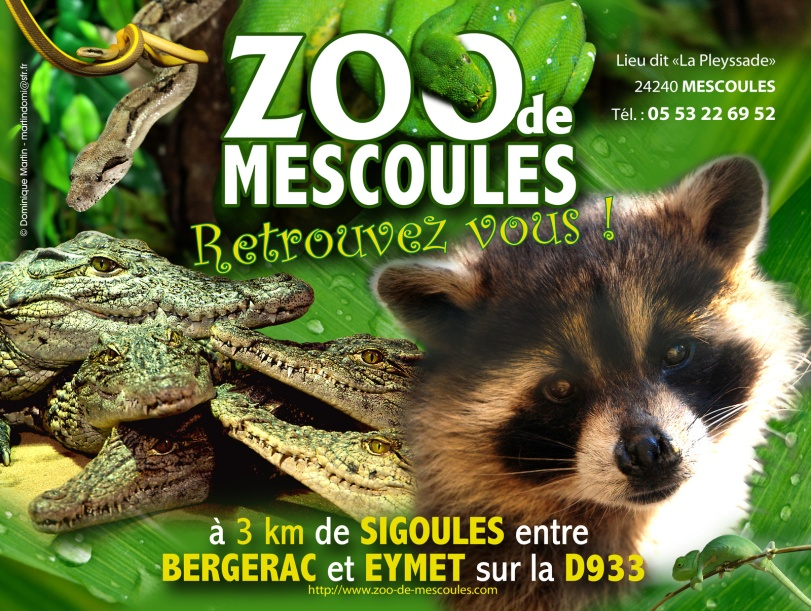 ZOO de
MESCOULES
Retrouvez vous !
Lieu dit «La Pleyssade»
24240 MESCOULES
Tél. : 05 53 22 69 52
© Dominique Martin - martindomi@sfr.fr
à 3 km de SIGOULES entre
BERGERAC et EYMET sur la D933
http://www.zoo-de-mescoules.com